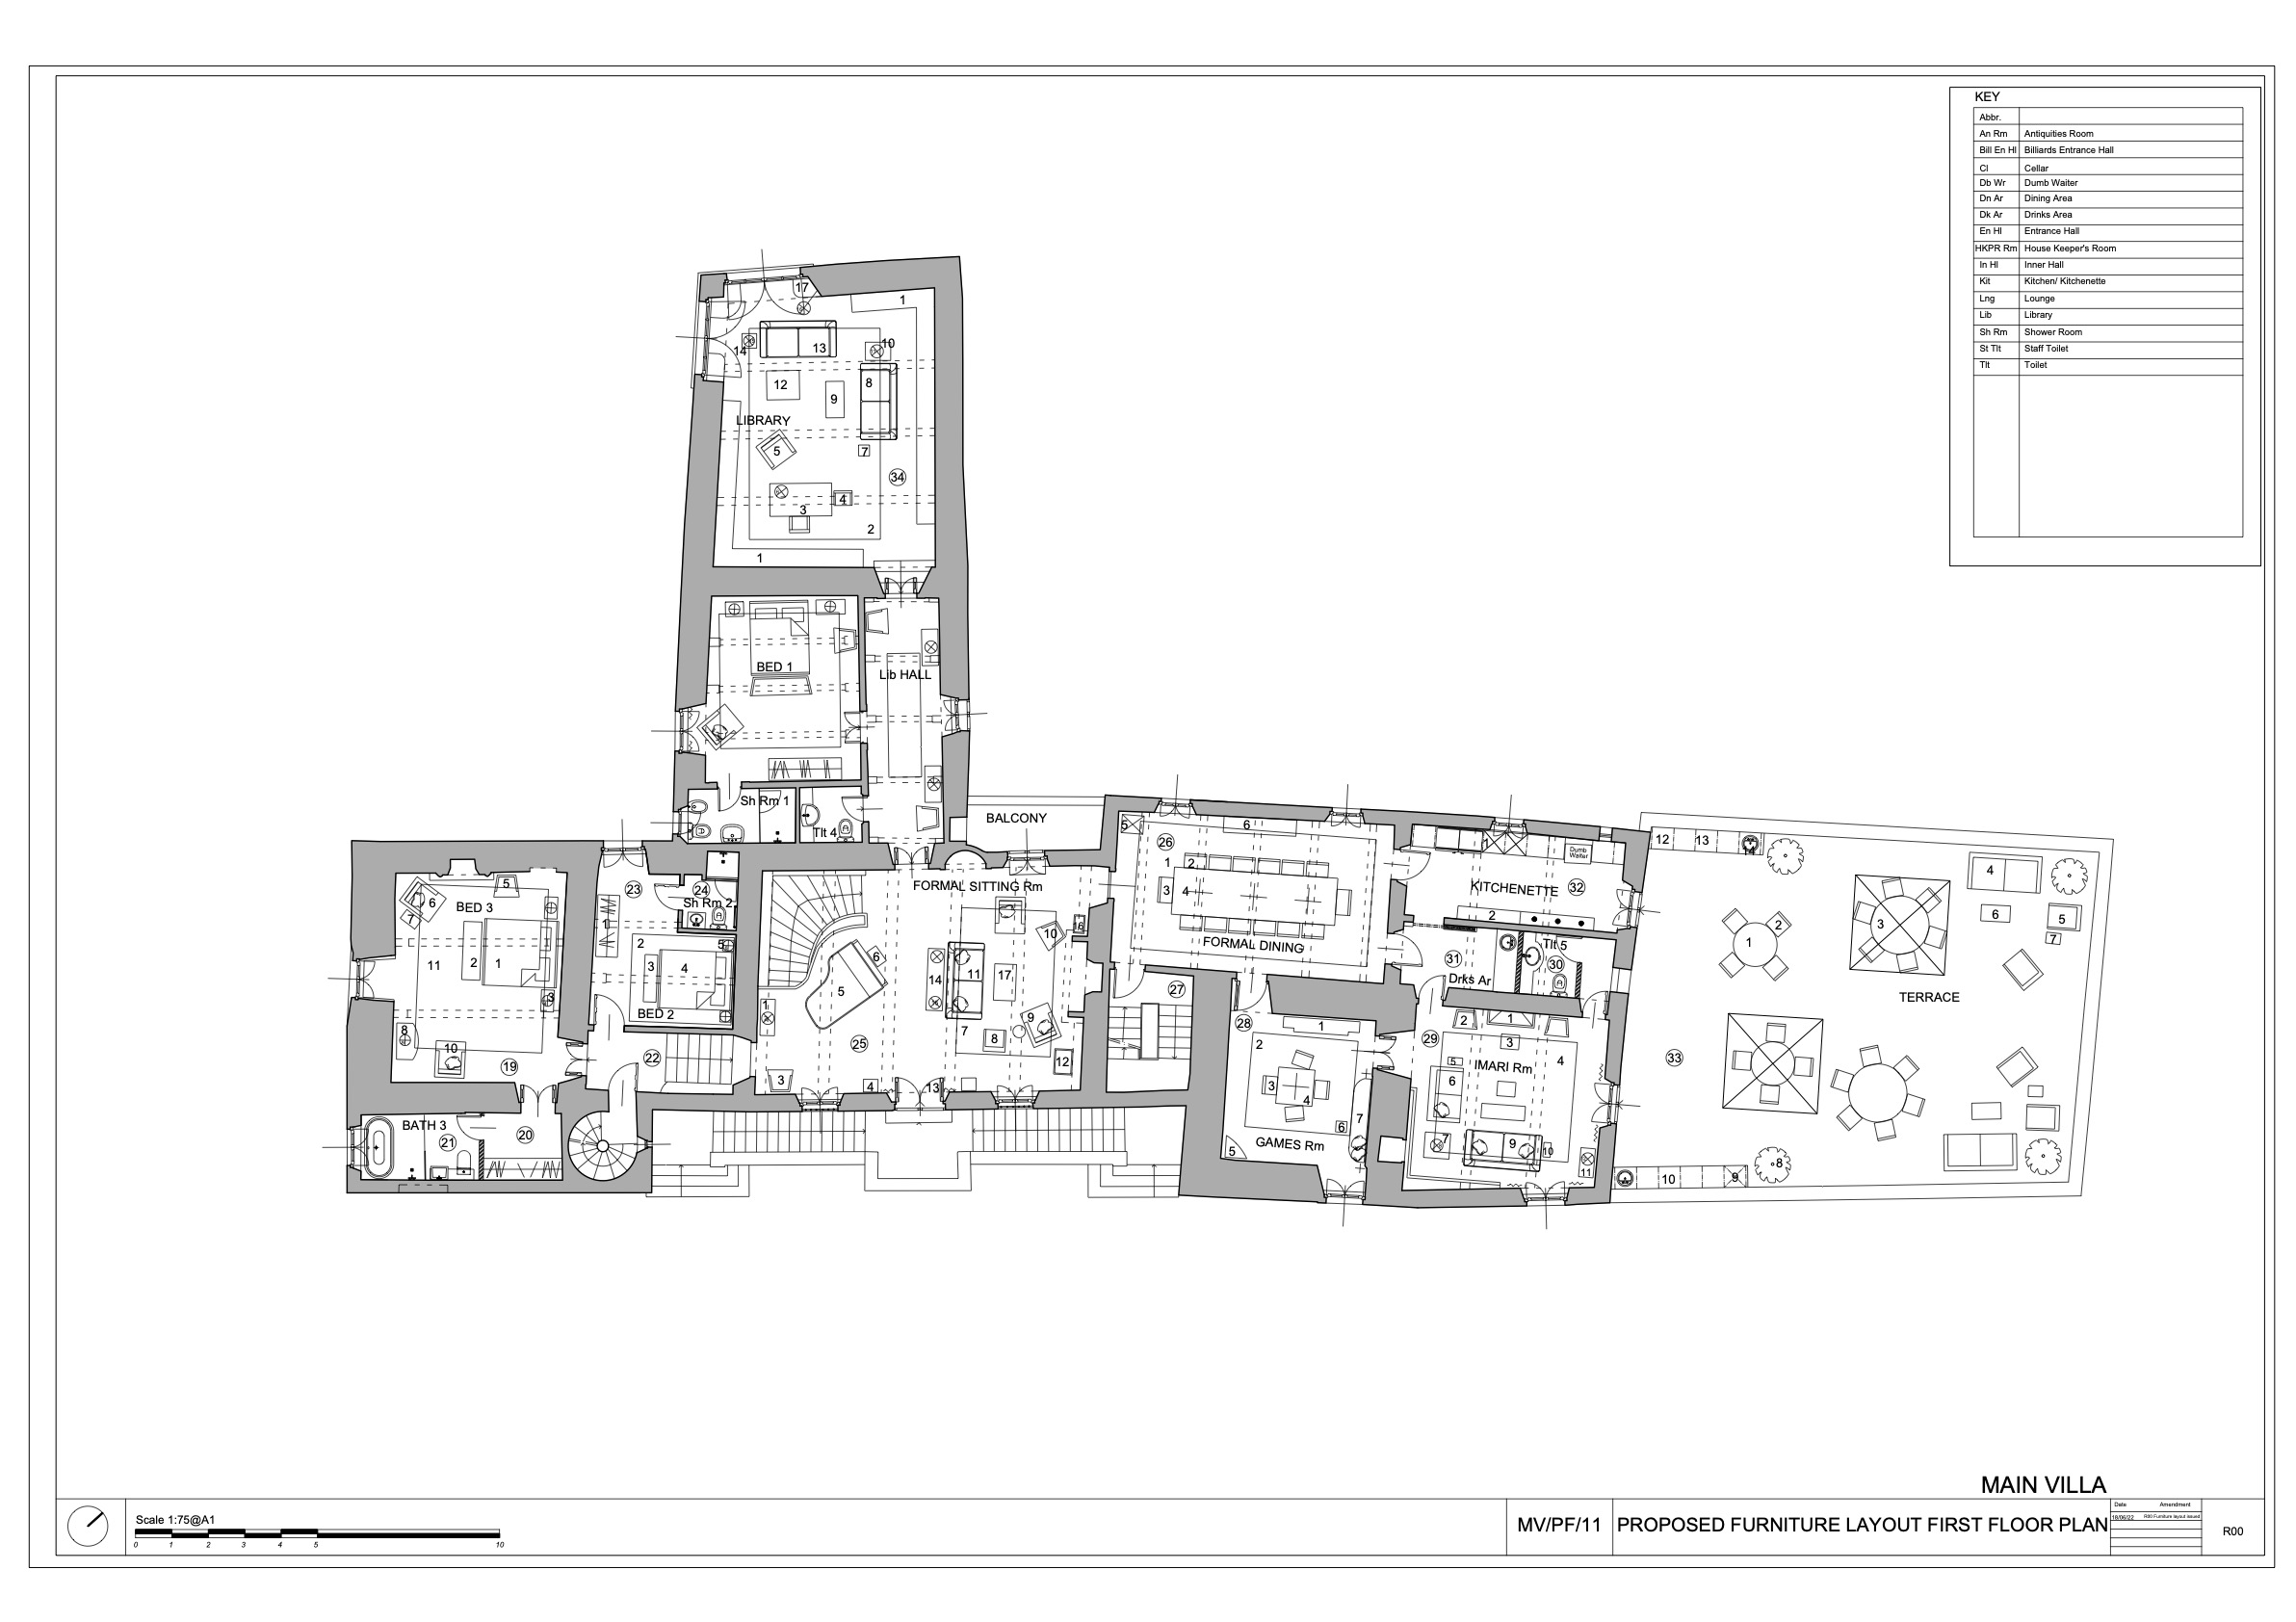 KEY
Abbr.
An Rm Antiquities Room
Bill En Hl Billiards Entrance Hall
Cl Cellar
Db Wr Dumb Waiter
Dn Ar Dining Area
Dk Ar Drinks Area
En Hl Entrance Hall
HKPR Rm House Keeper's Room
In Hl Inner Hall
Kit Kitchen/ Kitchenette
Lng Lounge
Lib Library
Sh Rm Shower Room
St Tlt Staff Toilet
Tlt Toilet
17
1
14
13
10
12
9
8
LIBRARY
5
7
34
4
3
2
1
BED 1
Lib HALL
Sh Rm 1
Tlt 4
BALCONY
5
6
26
1
2
3
4
FORMAL DINING
1
Dumb
Waiter
KITCHENETTE
32
2
12
13
4
5
6
7
3
2
1
TERRACE
33
8
9
10
5
6
7
BED 3
11
2
1
3
8
10
19
BATH 3
21
20
23
24
Sh Rm 2
1
2
5
3
4
BED 2
22
FORMAL SITTING Rm
16
10
6
5
14
11
17
1
7
9
8
25
12
3
4
13
27
31
Drks Ar
Tlt 5
30
28
1
2
3
4
6
7
5
GAMES Rm
29
2
1
3
4
5
IMARI Rm
6
7
9
10
11
MAIN VILLA
Scale 1:75@A1
0 1 2 3 4 5 10
MV/PF/11
PROPOSED FURNITURE LAYOUT FIRST FLOOR PLAN
Date Amendment
18/06/22 R00 Furniture layout issued
R00